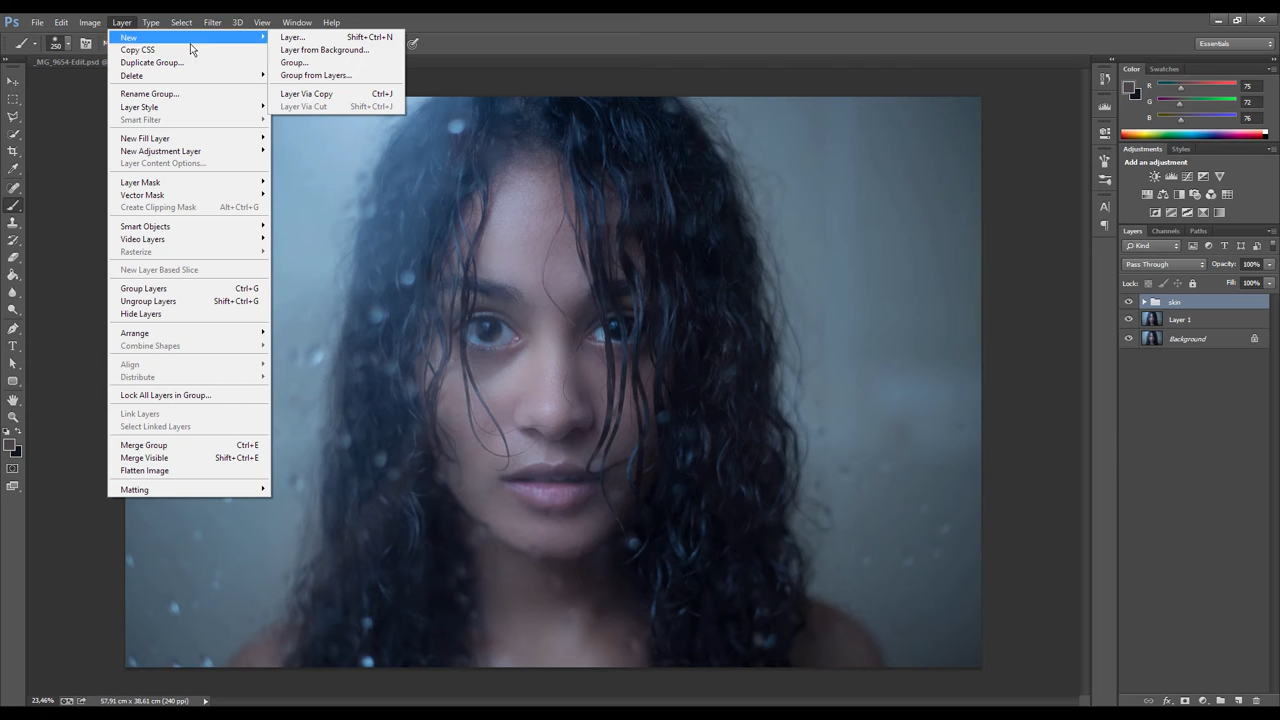 Ps File Edit Image Layer Type Select Filter 3D View Window Help
250
Essentials
_MG_9654-Edit.psd @
New
Copy CSS
Duplicate Group...
Delete
Rename Group...
Layer Style
Smart Filter
New Fill Layer
New Adjustment Layer
Layer Content Options...
Layer Mask
Vector Mask
Create Clipping Mask Alt+Ctrl+G
Smart Objects
Video Layers
Rasterize
New Layer Based Slice
Group Layers Ctrl+G
Ungroup Layers Shift+Ctrl+G
Hide Layers
Arrange
Combine Shapes
Align
Distribute
Lock All Layers in Group...
Link Layers
Select Linked Layers
Merge Group Ctrl+E
Merge Visible Shift+Ctrl+E
Flatten Image
Matting
Layer... Shift+Ctrl+N
Layer from Background...
Group...
Group from Layers...
Layer Via Copy Ctrl+J
Layer Via Cut Shift+Ctrl+J
Color Swatches
R 75
G 72
B 76
Adjustments Styles
Add an adjustment
Layers Channels Paths
Kind
Pass Through Opacity: 100%
Lock: Fill: 100%
skin
Layer 1
Background
23,46% 57,91 cm x 38,61 cm (240 ppi)